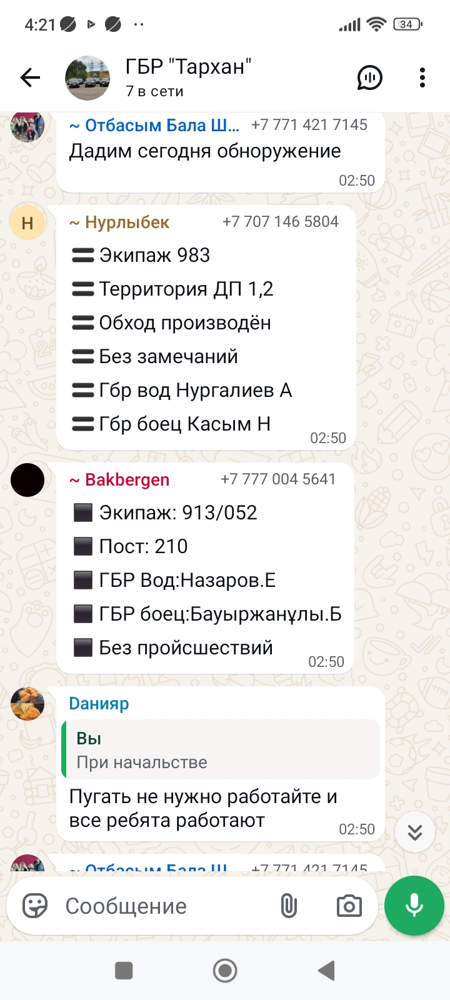 4:21
34
ГБР "Тархан"
7 в сети
~ Отбасым Бала Ш... +7 771 421 7145
Дадим сегодня обноружение
02:50
Н
~ Нурлыбек +7 707 146 5804
Экипаж 983
Территория ДП 1,2
Обход производён
Без замечаний
Гбр вод Нургалиев А
Гбр боец Касым Н
02:50
~ Bakbergen +7 777 004 5641
Экипаж: 913/052
Пост: 210
ГБР Вод:Назаров.Е
ГБР боец:Бауыржанұлы.Б
Без пройсшествий
02:50
Dанияр
Вы
При начальстве
Пугать не нужно работайте и
все ребята работают
02:50
~ Отбасым Бала Ш... +7 771 421 7145
Сообщение